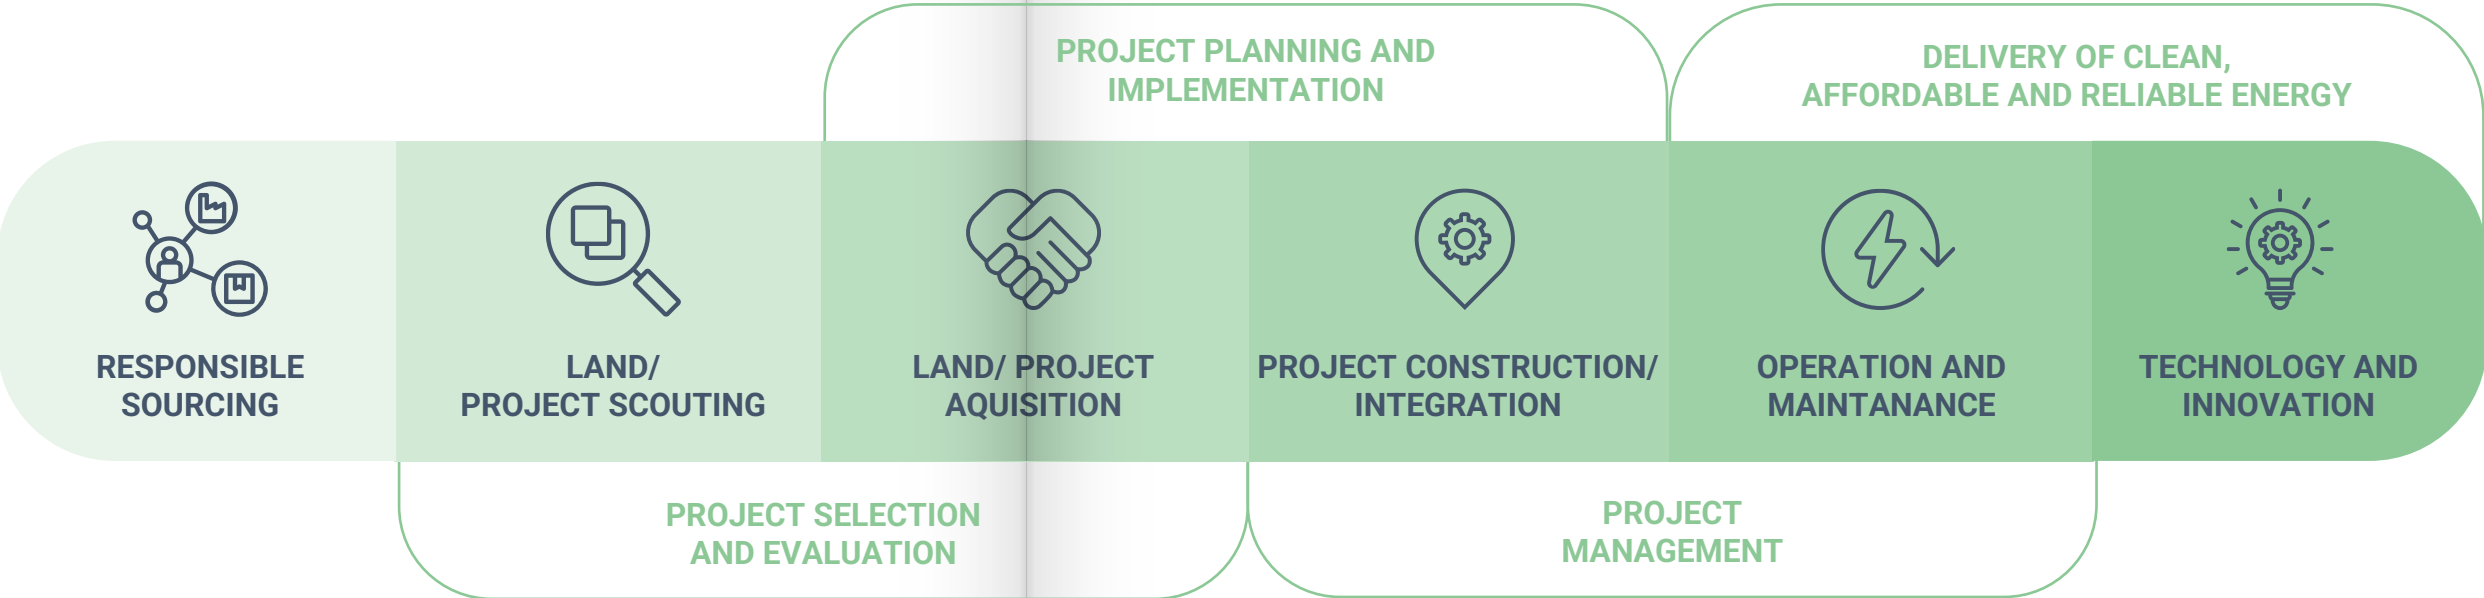 PROJECT PLANNING AND
IMPLEMENTATION
DELIVERY OF CLEAN,
AFFORDABLE AND RELIABLE ENERGY
RESPONSIBLE
SOURCING
LAND/
PROJECT SCOUTING
LAND/ PROJECT
AQUISITION
PROJECT CONSTRUCTION/
INTEGRATION
OPERATION AND
MAINTANANCE
TECHNOLOGY AND
INNOVATION
PROJECT SELECTION
AND EVALUATION
PROJECT
MANAGEMENT